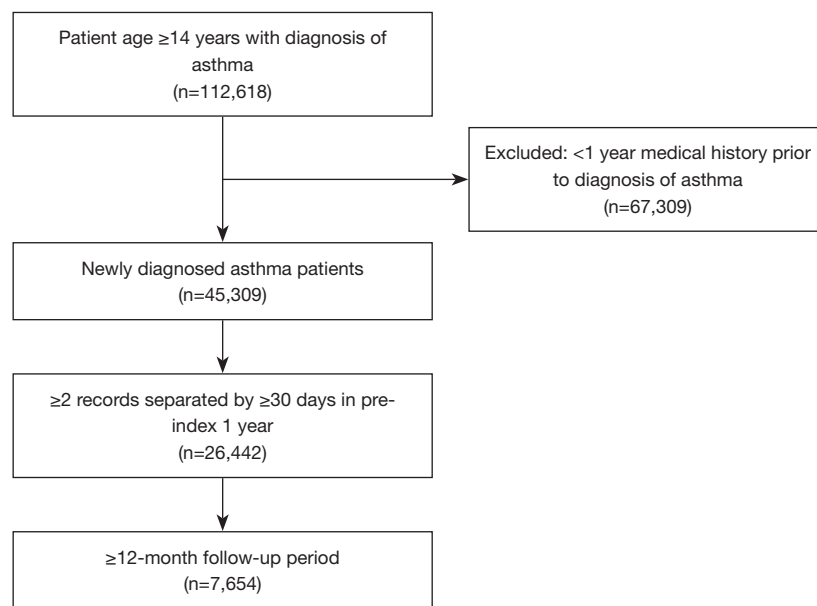 Patient age ≥14 years with diagnosis of
asthma
(n=112,618)
Excluded: <1 year medical history prior
to diagnosis of asthma
(n=67,309)
Newly diagnosed asthma patients
(n=45,309)
≥2 records separated by ≥30 days in pre-
index 1 year
(n=26,442)
≥12-month follow-up period
(n=7,654)